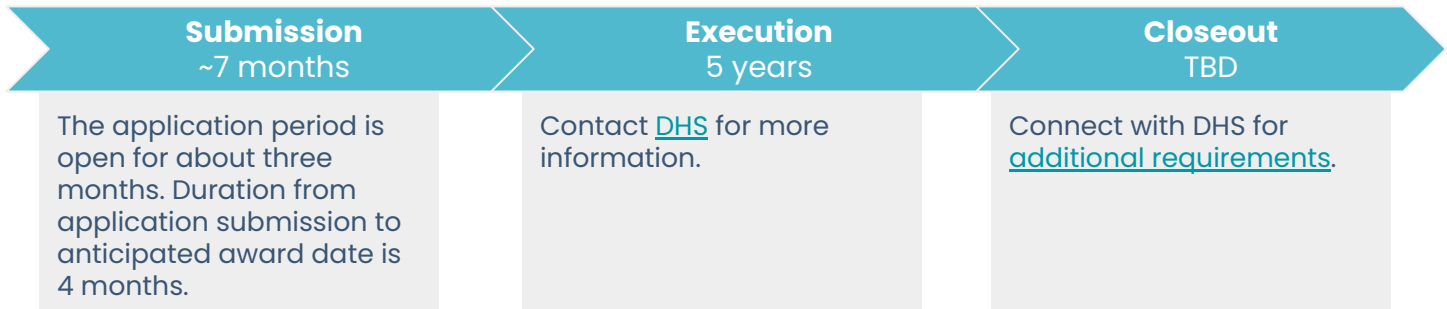 Submission
~7 months
Execution
5 years
Closeout
TBD
The application period is
open for about three
months. Duration from
application submission to
anticipated award date is
4 months.
Contact DHS for more
information.
Connect with DHS for
additional requirements.